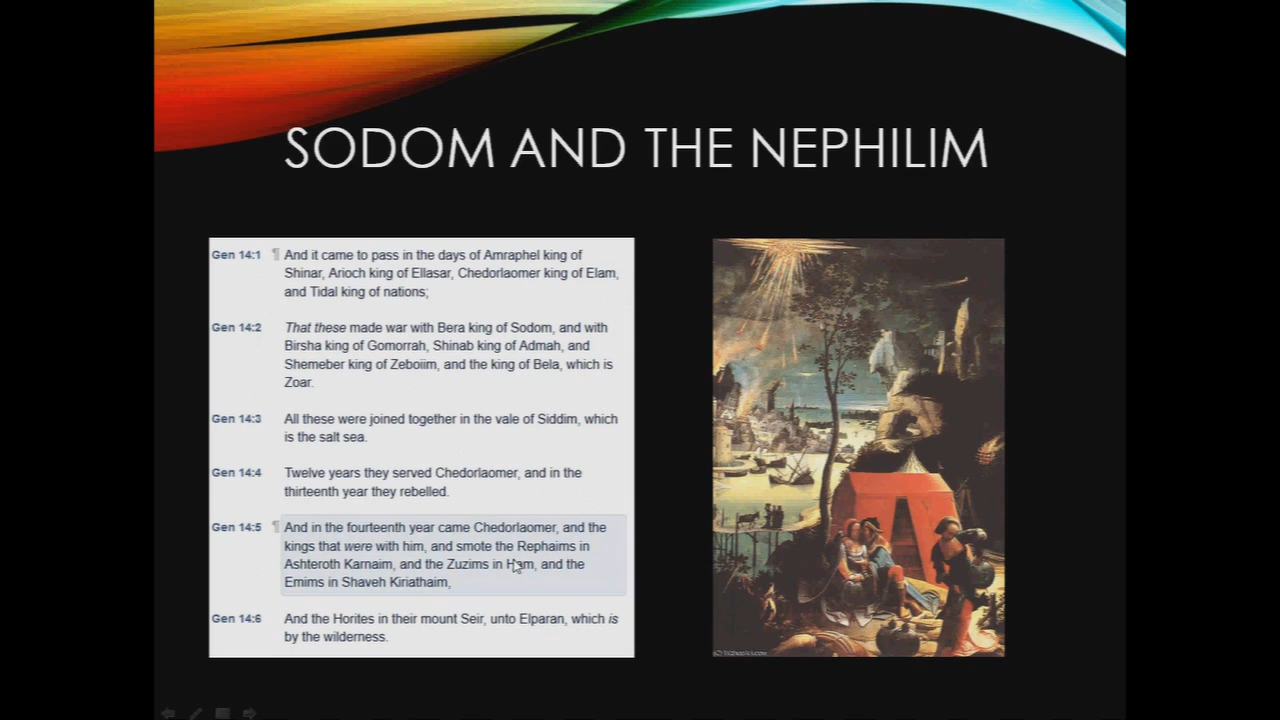 SODOM AND THE NEPHILIM
Gen 14:1 ¶ And it came to pass in the days of Amraphel king of
Shinar, Arioch king of Ellasar, Chedorlaomer king of Elam,
and Tidal king of nations;
Gen 14:2 That these made war with Bera king of Sodom, and with
Birsha king of Gomorrah, Shinab king of Admah, and
Shemeber king of Zeboiim, and the king of Bela, which is
Zoar.
Gen 14:3 All these were joined together in the vale of Siddim, which
is the salt sea.
Gen 14:4 Twelve years they served Chedorlaomer, and in the
thirteenth year they rebelled.
Gen 14:5 ¶ And in the fourteenth year came Chedorlaomer, and the
kings that were with him, and smote the Rephaims in
Ashteroth Karnaim, and the Zuzims in Ham, and the
Emims in Shaveh Kiriathaim,
Gen 14:6 And the Horites in their mount Seir, unto Elparan, which is
by the wilderness.